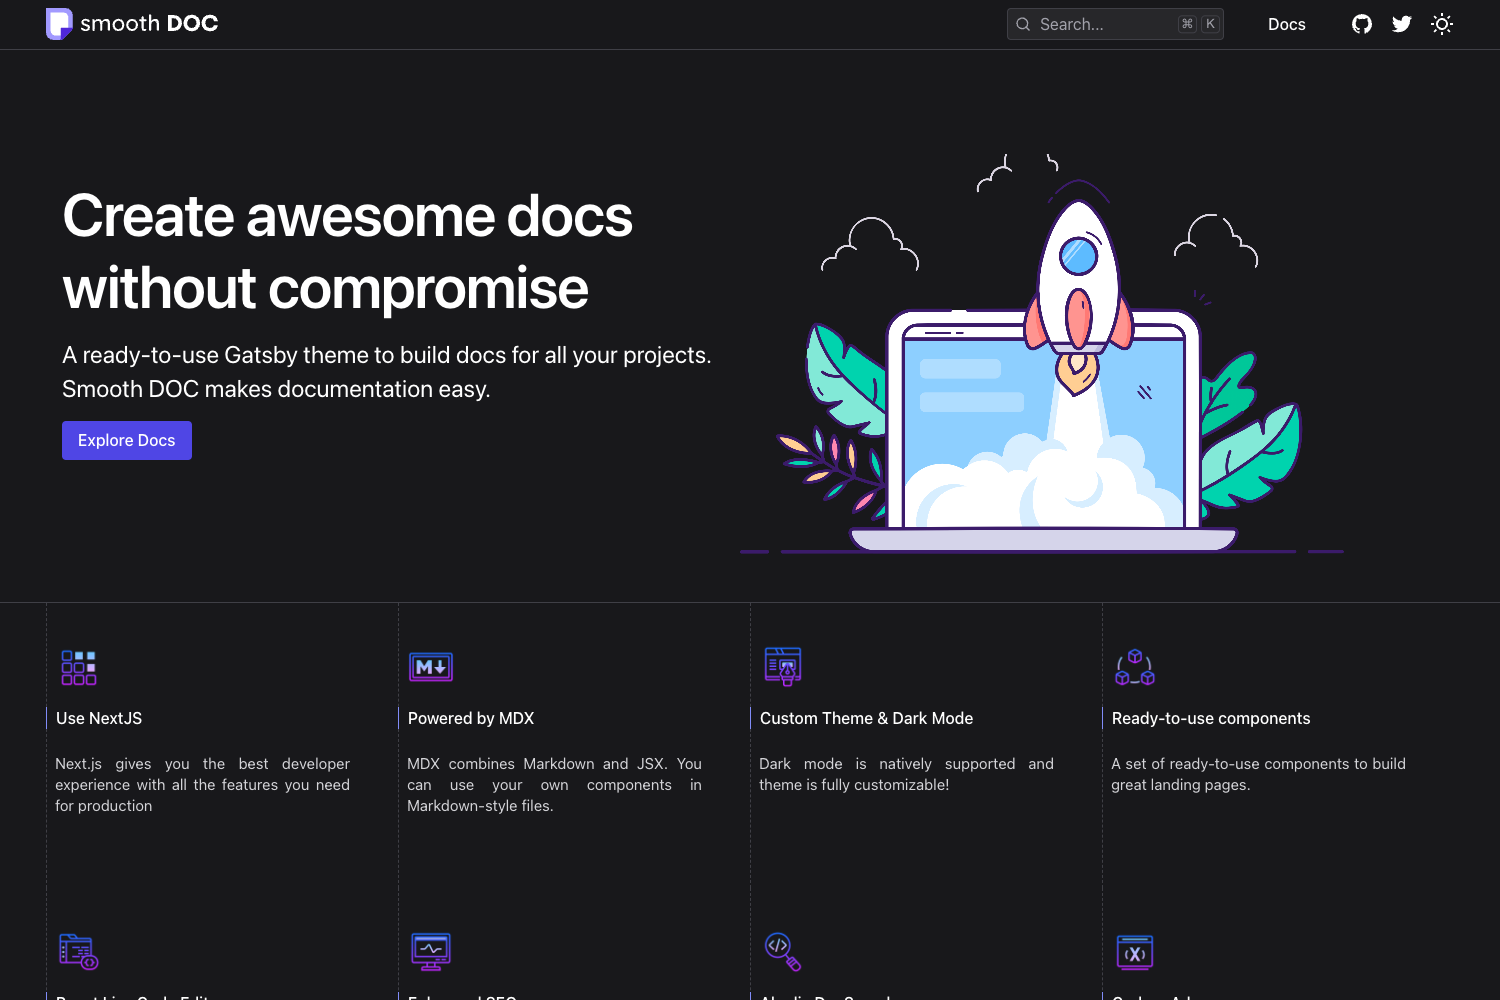 smooth DOC
Search...
⌘ K
Docs
Create awesome docs
without compromise
A ready-to-use Gatsby theme to build docs for all your projects.
Smooth DOC makes documentation easy.
Explore Docs
Use NextJS
Next.js gives you the best developer
experience with all the features you need
for production
M↓
Powered by MDX
MDX combines Markdown and JSX. You
can use your own components in
Markdown-style files.
Custom Theme & Dark Mode
Dark mode is natively supported and
theme is fully customizable!
Ready-to-use components
A set of ready-to-use components to build
great landing pages.
</>
(X)